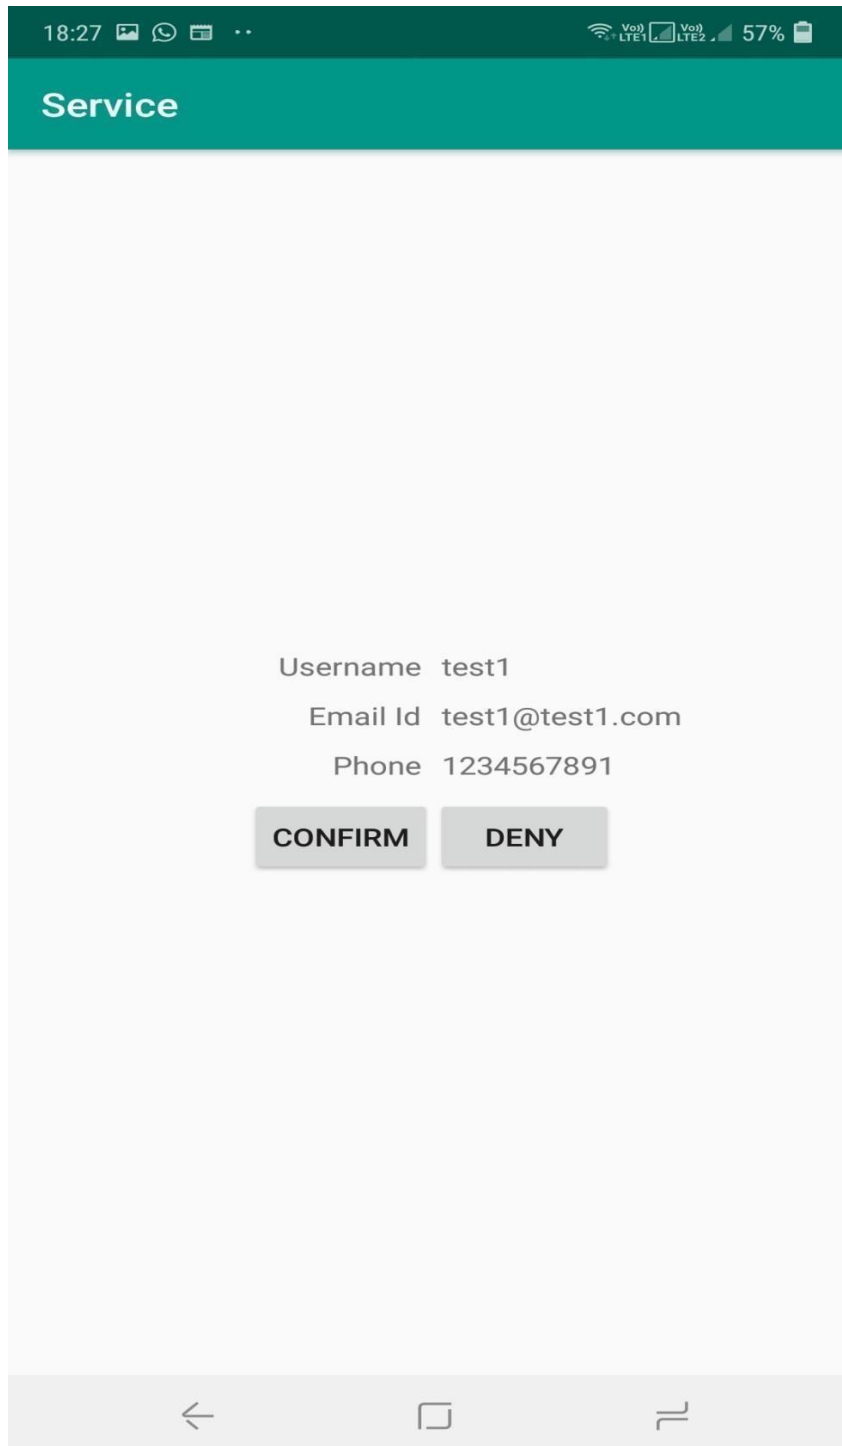 18:27 57%
Service
Username test1
Email Id test1@test1.com
Phone 1234567891
CONFIRM DENY